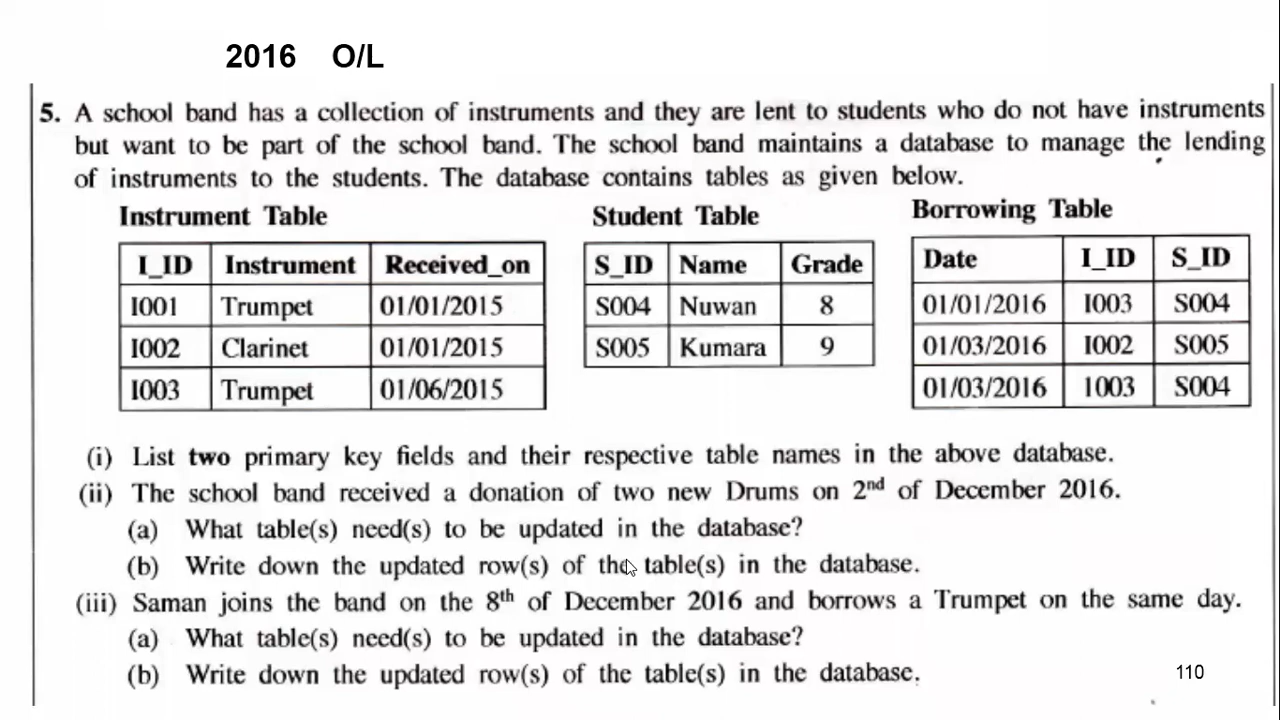 2016 O/L
5. A school band has a collection of instruments and they are lent to students who do not have instruments
but want to be part of the school band. The school band maintains a database to manage the lending
of instruments to the students. The database contains tables as given below.
Instrument Table
I_ID Instrument Received_on
I001 Trumpet 01/01/2015
I002 Clarinet 01/01/2015
I003 Trumpet 01/06/2015
Student Table
S_ID Name Grade
S004 Nuwan 8
S005 Kumara 9
Borrowing Table
Date I_ID S_ID
01/01/2016 I003 S004
01/03/2016 I002 S005
01/03/2016 1003 S004
(i) List two primary key fields and their respective table names in the above database.
(ii) The school band received a donation of two new Drums on 2nd of December 2016.
(a) What table(s) need(s) to be updated in the database?
(b) Write down the updated row(s) of the table(s) in the database.
(iii) Saman joins the band on the 8th of December 2016 and borrows a Trumpet on the same day.
(a) What table(s) need(s) to be updated in the database?
(b) Write down the updated row(s) of the table(s) in the database.
110